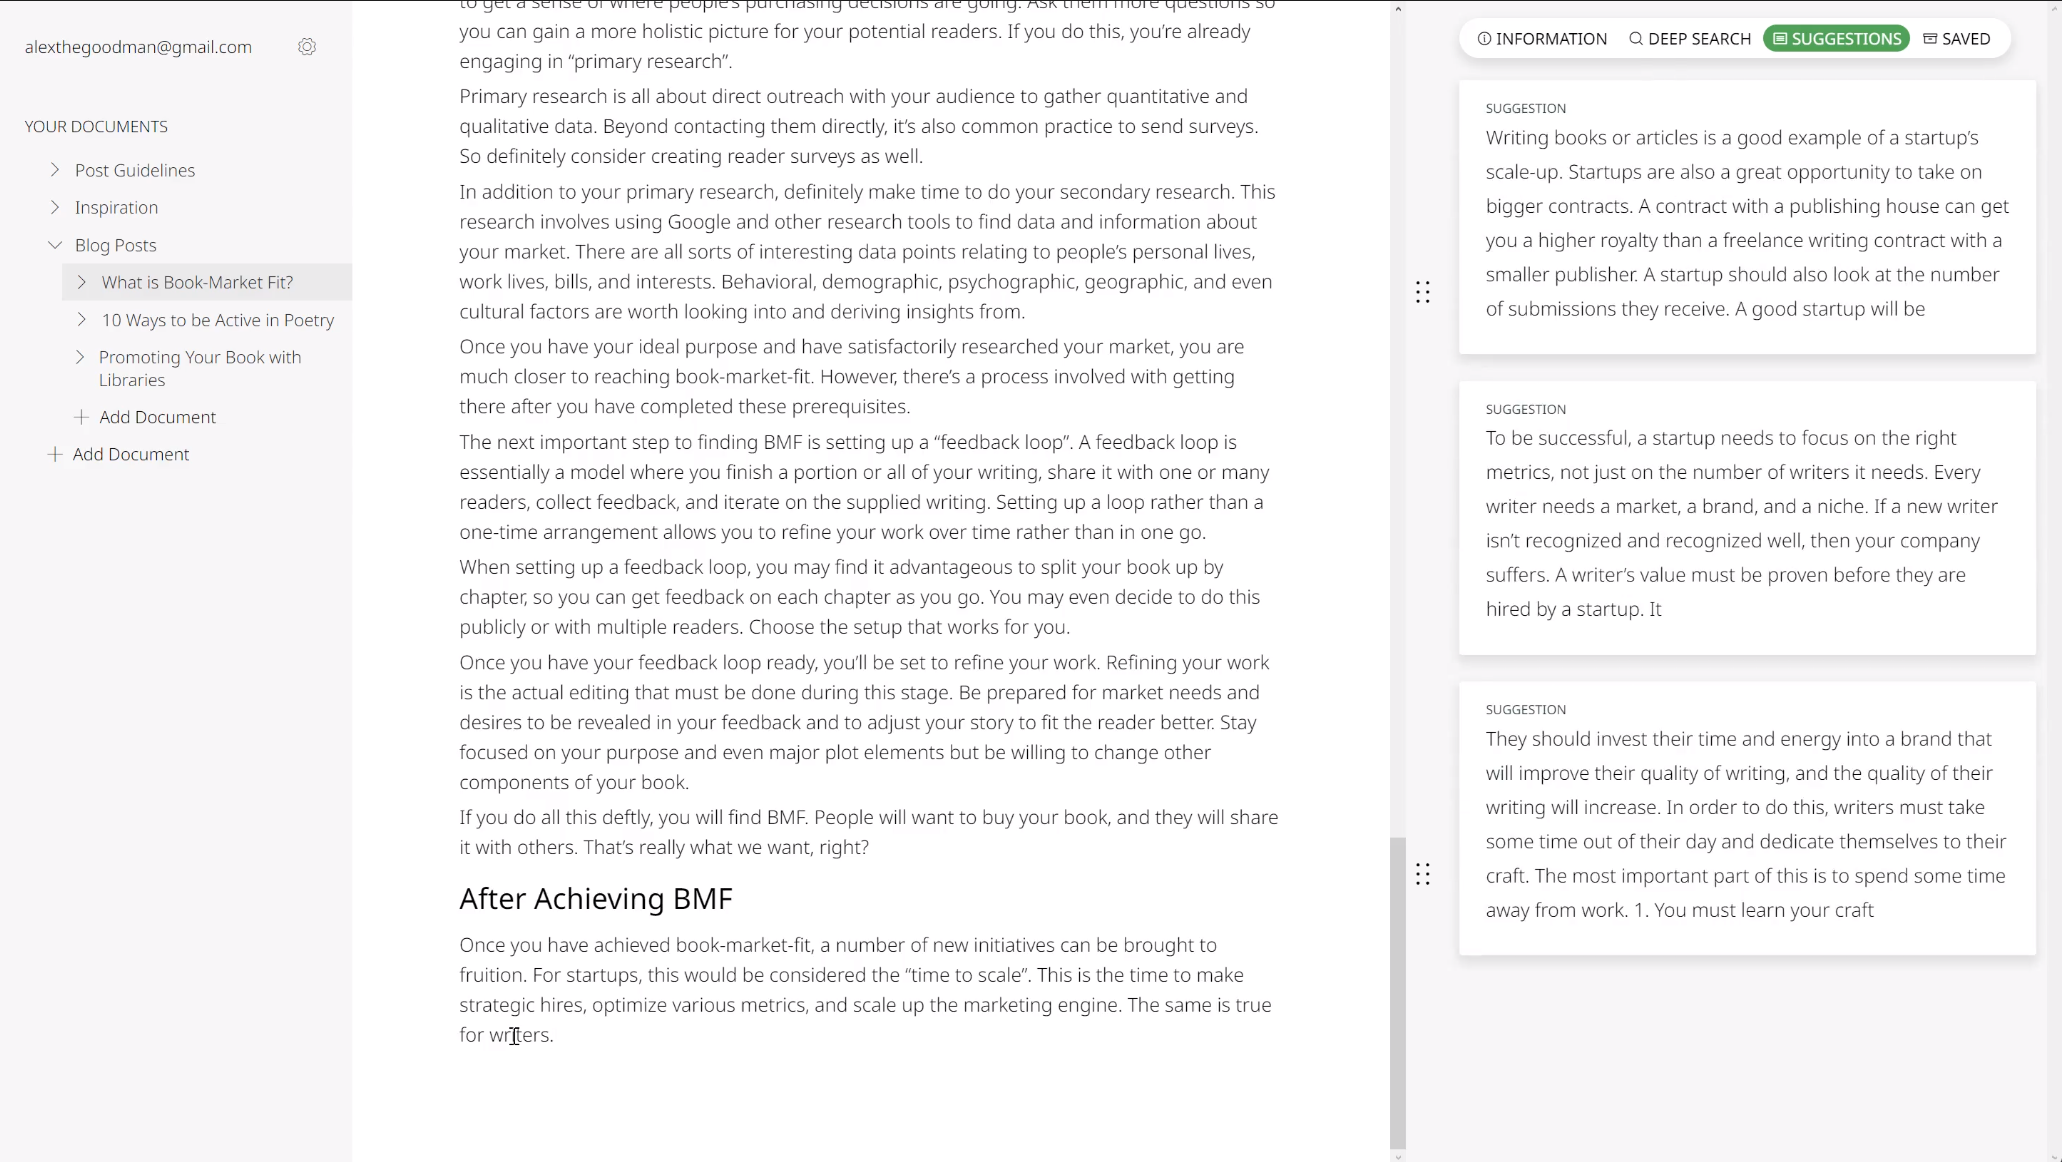 alexthegoodman@gmail.com
YOUR DOCUMENTS
Post Guidelines
Inspiration
Blog Posts
What is Book-Market Fit?
10 Ways to be Active in Poetry
Promoting Your Book with
Libraries
Add Document
Add Document
to get a sense of where people's purchasing decisions are going. Ask them more questions so
you can gain a more holistic picture for your potential readers. If you do this, you're already
engaging in “primary research”.
Primary research is all about direct outreach with your audience to gather quantitative and
qualitative data. Beyond contacting them directly, it's also common practice to send surveys.
So definitely consider creating reader surveys as well.
In addition to your primary research, definitely make time to do your secondary research. This
research involves using Google and other research tools to find data and information about
your market. There are all sorts of interesting data points relating to people's personal lives,
work lives, bills, and interests. Behavioral, demographic, psychographic, geographic, and even
cultural factors are worth looking into and deriving insights from.
Once you have your ideal purpose and have satisfactorily researched your market, you are
much closer to reaching book-market-fit. However, there's a process involved with getting
there after you have completed these prerequisites.
The next important step to finding BMF is setting up a “feedback loop”. A feedback loop is
essentially a model where you finish a portion or all of your writing, share it with one or many
readers, collect feedback, and iterate on the supplied writing. Setting up a loop rather than a
one-time arrangement allows you to refine your work over time rather than in one go.
When setting up a feedback loop, you may find it advantageous to split your book up by
chapter, so you can get feedback on each chapter as you go. You may even decide to do this
publicly or with multiple readers. Choose the setup that works for you.
Once you have your feedback loop ready, you'll be set to refine your work. Refining your work
is the actual editing that must be done during this stage. Be prepared for market needs and
desires to be revealed in your feedback and to adjust your story to fit the reader better. Stay
focused on your purpose and even major plot elements but be willing to change other
components of your book.
If you do all this deftly, you will find BMF. People will want to buy your book, and they will share
it with others. That's really what we want, right?
After Achieving BMF
Once you have achieved book-market-fit, a number of new initiatives can be brought to
fruition. For startups, this would be considered the “time to scale”. This is the time to make
strategic hires, optimize various metrics, and scale up the marketing engine. The same is true
for writers.
INFORMATION DEEP SEARCH SUGGESTIONS SAVED
SUGGESTION
Writing books or articles is a good example of a startup's
scale-up. Startups are also a great opportunity to take on
bigger contracts. A contract with a publishing house can get
you a higher royalty than a freelance writing contract with a
smaller publisher. A startup should also look at the number
of submissions they receive. A good startup will be
SUGGESTION
To be successful, a startup needs to focus on the right
metrics, not just on the number of writers it needs. Every
writer needs a market, a brand, and a niche. If a new writer
isn't recognized and recognized well, then your company
suffers. A writer's value must be proven before they are
hired by a startup. It
SUGGESTION
They should invest their time and energy into a brand that
will improve their quality of writing, and the quality of their
writing will increase. In order to do this, writers must take
some time out of their day and dedicate themselves to their
craft. The most important part of this is to spend some time
away from work. 1. You must learn your craft